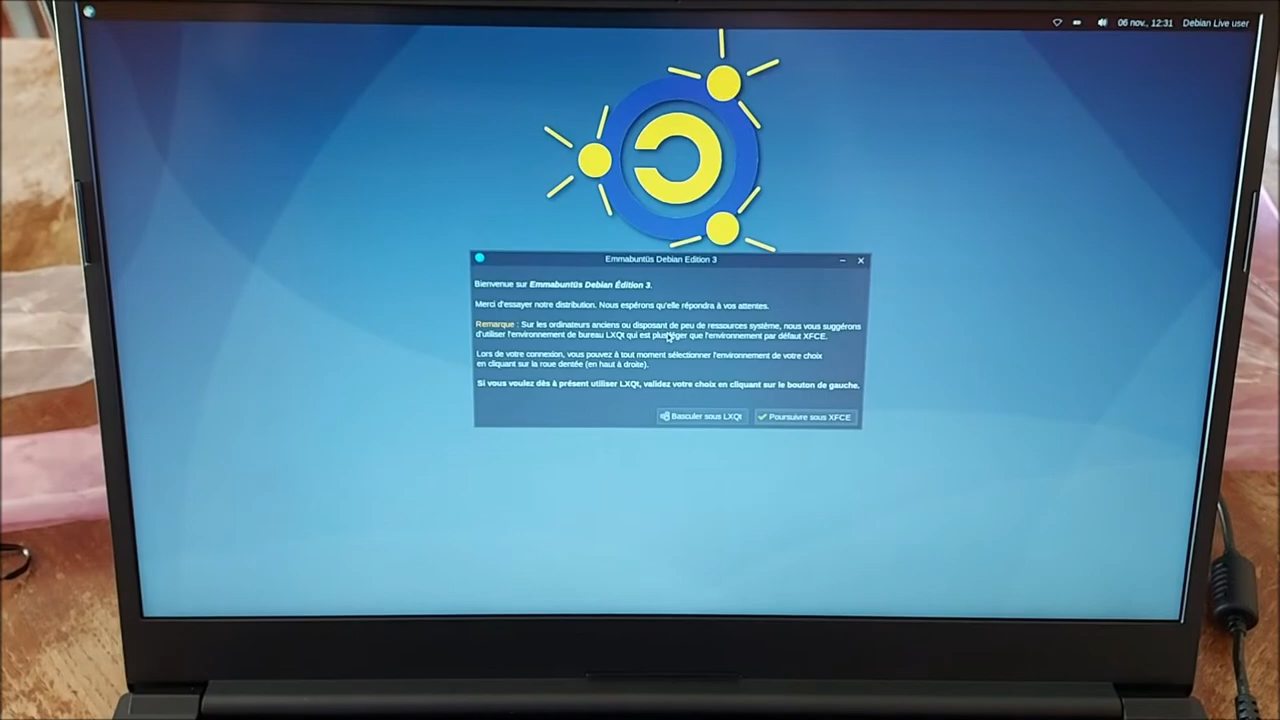 06 nov., 12:31 Debian Live user
Emmabuntüs Debian Edition 3
Bienvenue sur Emmabuntüs Debian Édition 3.
Merci d'essayer notre distribution. Nous espérons qu'elle répondra à vos attentes.
Remarque : Sur les ordinateurs anciens ou disposant de peu de ressources système, nous vous suggérons
d'utiliser l'environnement de bureau LXQt qui est plus léger que l'environnement par défaut XFCE.
Lors de votre connexion, vous pouvez à tout moment sélectionner l'environnement de votre choix
en cliquant sur la roue dentée (en haut à droite).
Si vous voulez dès à présent utiliser LXQt, validez votre choix en cliquant sur le bouton de gauche.
Basculer sous LXQt Poursuivre sous XFCE